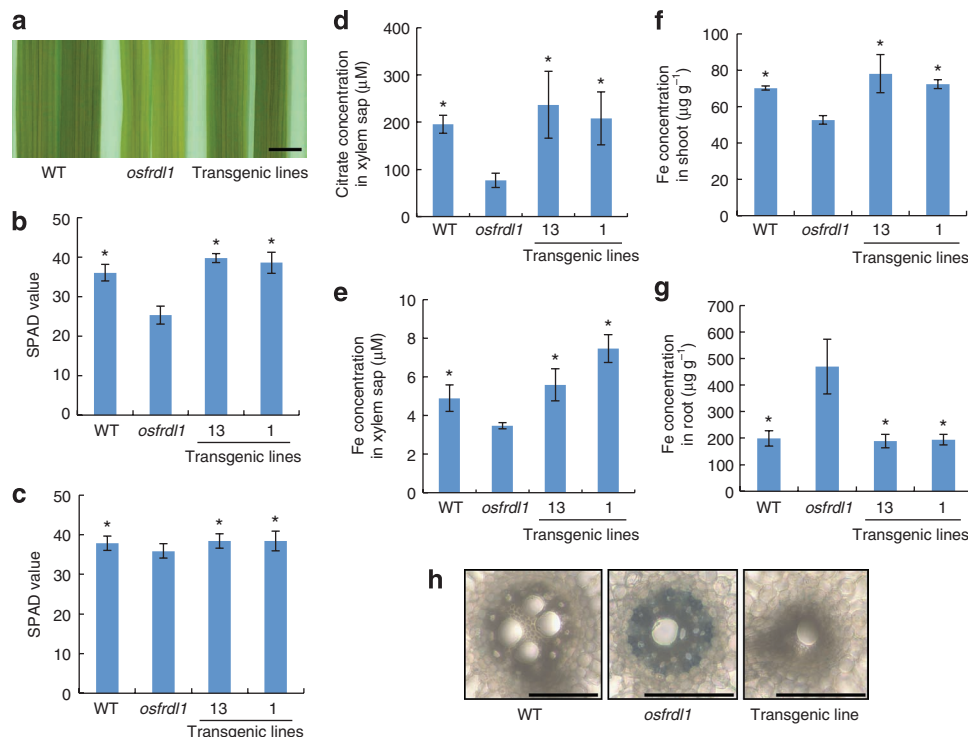 a
WT osfrdl1 Transgenic lines
b
SPAD value
50
40
30
20
10
0
* * *
WT osfrdl1 13 1
Transgenic lines
c
SPAD value
50
40
30
20
10
0
* * *
WT osfrdl1 13 1
Transgenic lines
d
Citrate concentration
in xylem sap (μM)
400
300
200
100
0
* * *
WT osfrdl1 13 1
Transgenic lines
e
Fe concentration
in xylem sap (μM)
8
6
4
2
0
* * *
WT osfrdl1 13 1
Transgenic lines
f
Fe concentration
in shoot (μg g⁻¹)
100
80
60
40
20
0
* * *
WT osfrdl1 13 1
Transgenic lines
g
Fe concentration
in root (μg g⁻¹)
700
600
500
400
300
200
100
0
* * *
WT osfrdl1 13 1
Transgenic lines
h
WT osfrdl1 Transgenic line